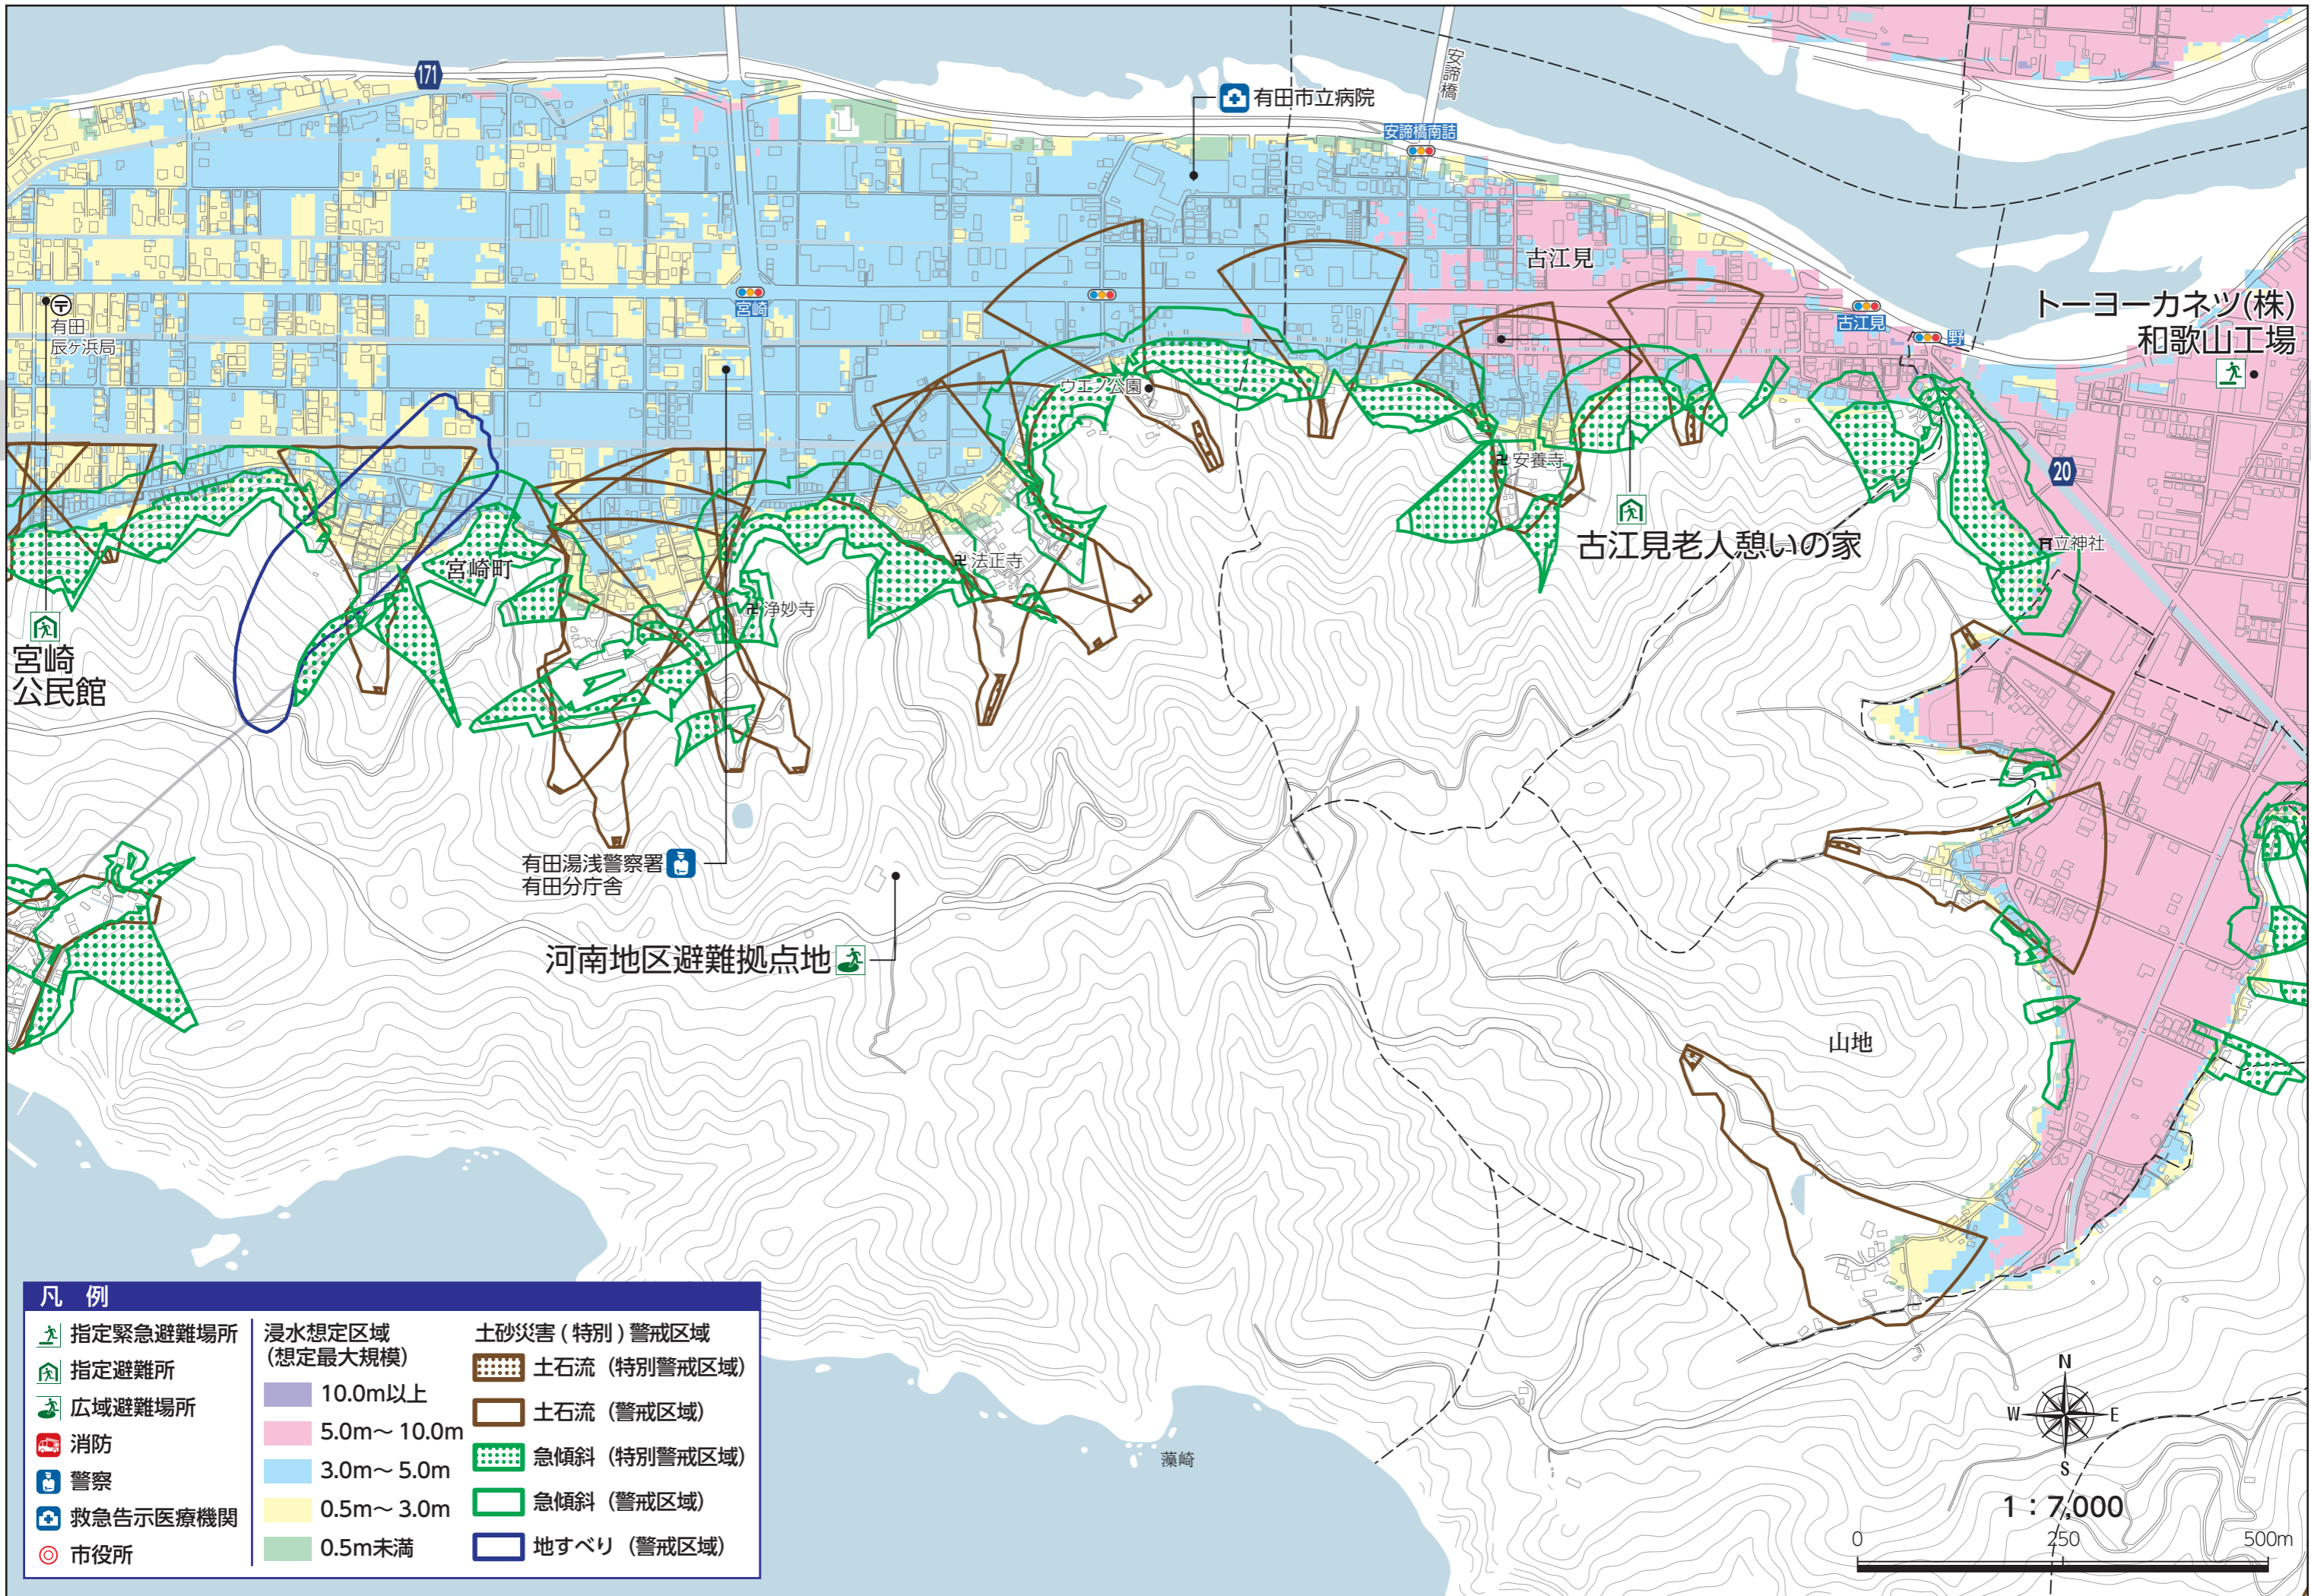 171
有田市立病院
安諦橋
安諦橋南詰
古江見
トーヨーカネツ(株)
和歌山工場
宮崎
古江見
野
有田
辰ヶ浜局
ウエノ公園
安養寺
20
古江見老人憩いの家
立神社
法正寺
宮崎町
浄妙寺
宮崎
公民館
有田湯浅警察署
有田分庁舎
河南地区避難拠点地
山地
藻崎
凡 例
指定緊急避難場所
指定避難所
広域避難場所
消防
警察
救急告示医療機関
市役所
浸水想定区域
(想定最大規模)
10.0m以上
5.0m～10.0m
3.0m～5.0m
0.5m～3.0m
0.5m未満
土砂災害(特別)警戒区域
土石流(特別警戒区域)
土石流(警戒区域)
急傾斜(特別警戒区域)
急傾斜(警戒区域)
地すべり(警戒区域)
N
W
E
S
1：7,000
0
250
500m